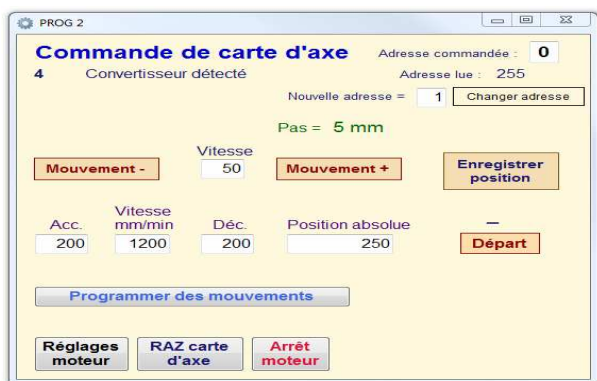 PROG 2
Commande de carte d'axe
Adresse commandée : 0
4 Convertisseur détecté
Adresse lue : 255
Nouvelle adresse = 1 Changer adresse
Pas = 5 mm
Vitesse
Mouvement - 50 Mouvement +
Enregistrer
position
Acc. Vitesse
mm/min Déc. Position absolue –
200 1200 200 250 Départ
Programmer des mouvements
Réglages
moteur
RAZ carte
d'axe
Arrêt
moteur